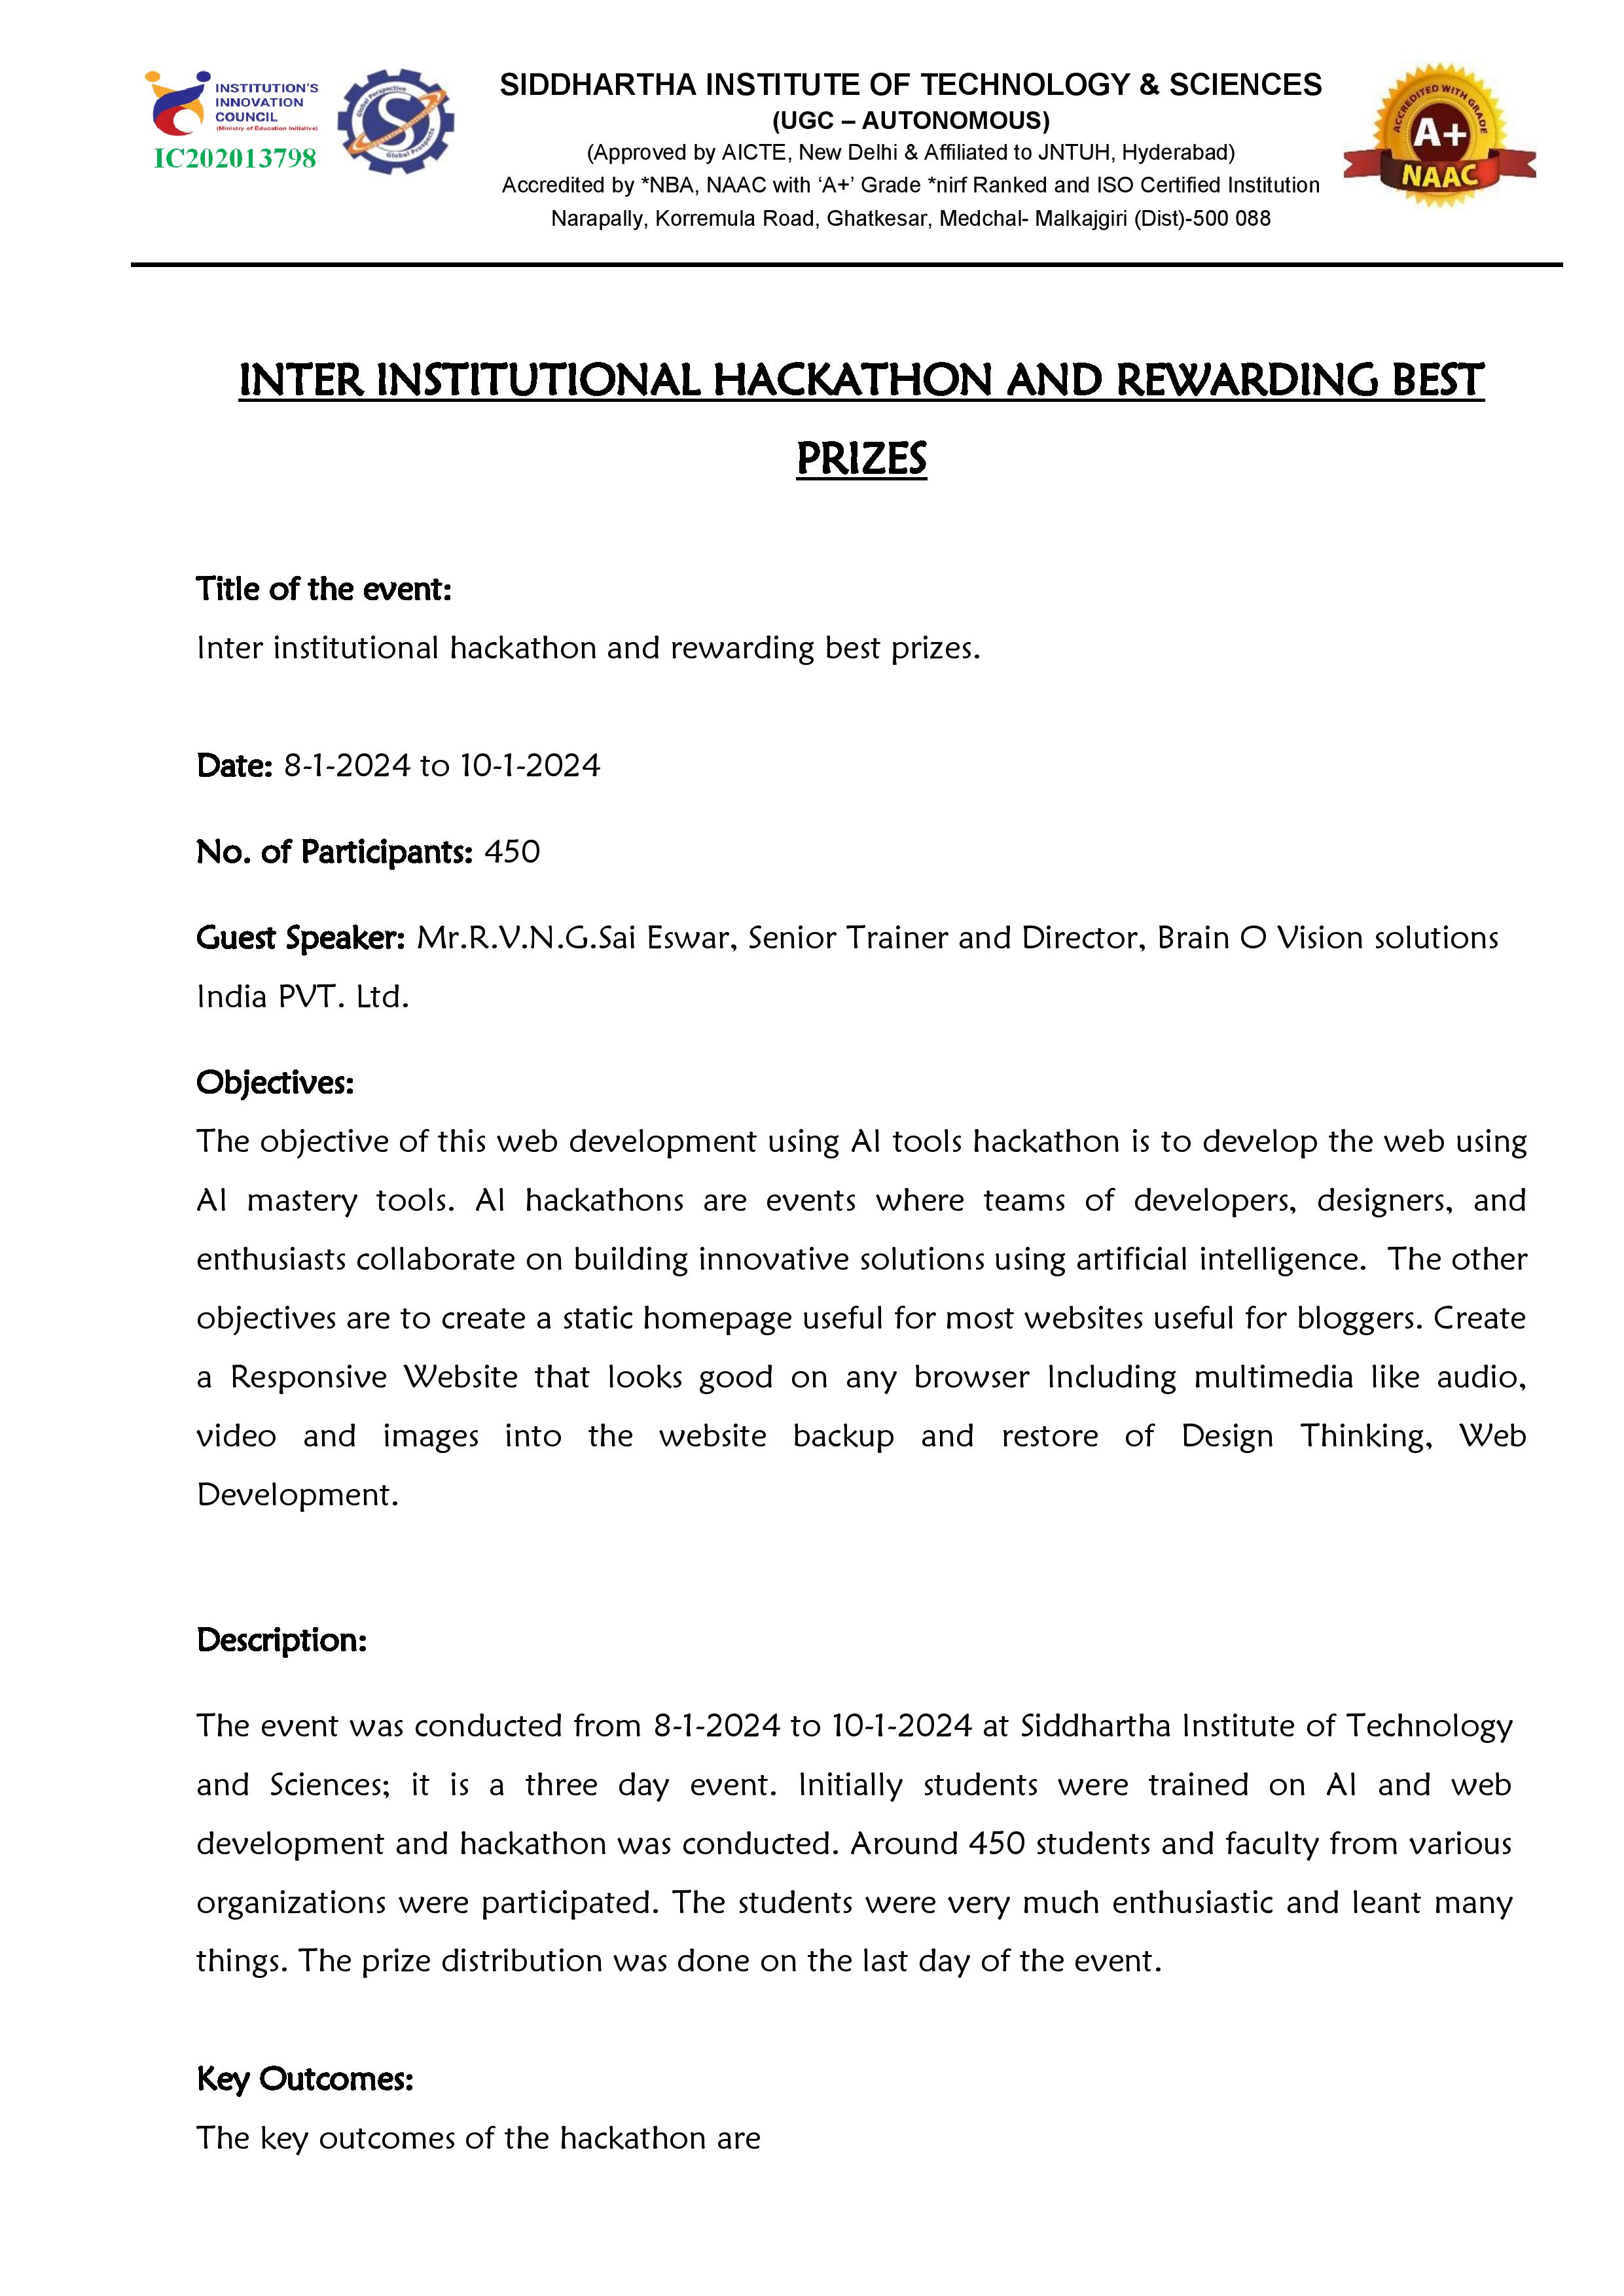 INSTITUTION'S
INNOVATION
COUNCIL
(Ministry of Education Initiative)
IC202013798
Global Perspective
S
Global Prospects
SIDDHARTHA INSTITUTE OF TECHNOLOGY & SCIENCES
(UGC – AUTONOMOUS)
(Approved by AICTE, New Delhi & Affiliated to JNTUH, Hyderabad)
Accredited by *NBA, NAAC with ‘A+’ Grade *nirf Ranked and ISO Certified Institution
Narapally, Korremula Road, Ghatkesar, Medchal- Malkajgiri (Dist)-500 088
ACCREDITED WITH GRADE
A+
NAAC
INTER INSTITUTIONAL HACKATHON AND REWARDING BEST
PRIZES
Title of the event:
Inter institutional hackathon and rewarding best prizes.
Date: 8-1-2024 to 10-1-2024
No. of Participants: 450
Guest Speaker: Mr.R.V.N.G.Sai Eswar, Senior Trainer and Director, Brain O Vision solutions
India PVT. Ltd.
Objectives:
The objective of this web development using AI tools hackathon is to develop the web using
AI mastery tools. AI hackathons are events where teams of developers, designers, and
enthusiasts collaborate on building innovative solutions using artificial intelligence.  The other
objectives are to create a static homepage useful for most websites useful for bloggers. Create
a Responsive Website that looks good on any browser Including multimedia like audio,
video and images into the website backup and restore of Design Thinking, Web
Development.
Description:
The event was conducted from 8-1-2024 to 10-1-2024 at Siddhartha Institute of Technology
and Sciences; it is a three day event. Initially students were trained on AI and web
development and hackathon was conducted. Around 450 students and faculty from various
organizations were participated. The students were very much enthusiastic and leant many
things. The prize distribution was done on the last day of the event.
Key Outcomes:
The key outcomes of the hackathon are